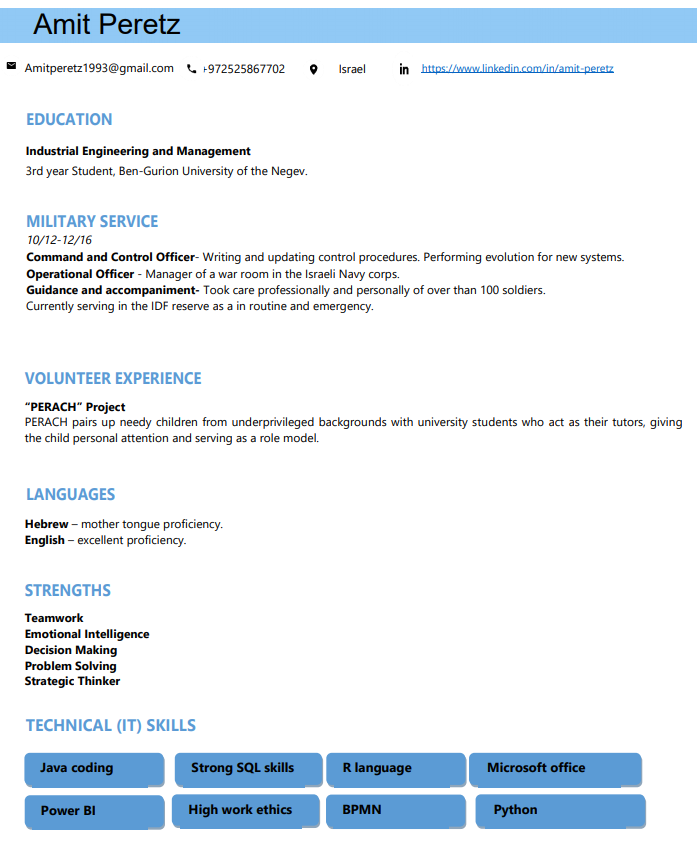 Amit Peretz
Amitperetz1993@gmail.com +972525867702 Israel in https://www.linkedin.com/in/amit-peretz
EDUCATION
Industrial Engineering and Management
3rd year Student, Ben-Gurion University of the Negev.
MILITARY SERVICE
10/12-12/16
Command and Control Officer- Writing and updating control procedures. Performing evolution for new systems.
Operational Officer - Manager of a war room in the Israeli Navy corps.
Guidance and accompaniment- Took care professionally and personally of over than 100 soldiers.
Currently serving in the IDF reserve as a in routine and emergency.
VOLUNTEER EXPERIENCE
“PERACH” Project
PERACH pairs up needy children from underprivileged backgrounds with university students who act as their tutors, giving
the child personal attention and serving as a role model.
LANGUAGES
Hebrew – mother tongue proficiency.
English – excellent proficiency.
STRENGTHS
Teamwork
Emotional Intelligence
Decision Making
Problem Solving
Strategic Thinker
TECHNICAL (IT) SKILLS
Java coding Strong SQL skills R language Microsoft office
Power BI High work ethics BPMN Python